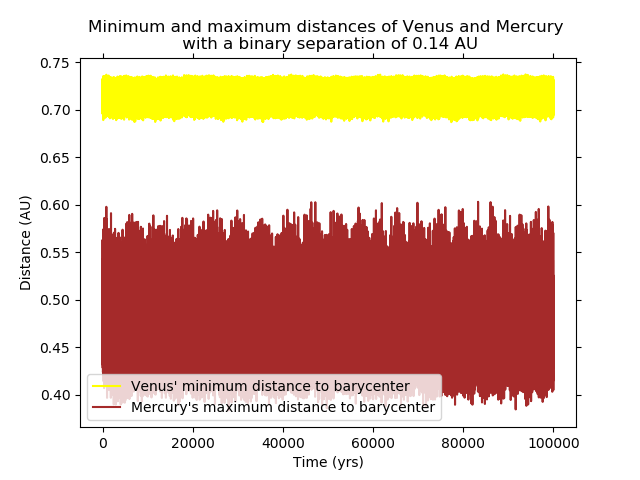 Minimum and maximum distances of Venus and Mercury
with a binary separation of 0.14 AU
0.75
0.70
0.65
0.60
0.55
0.50
0.45
0.40
Distance (AU)
Venus' minimum distance to barycenter
Mercury's maximum distance to barycenter
0 20000 40000 60000 80000 100000
Time (yrs)